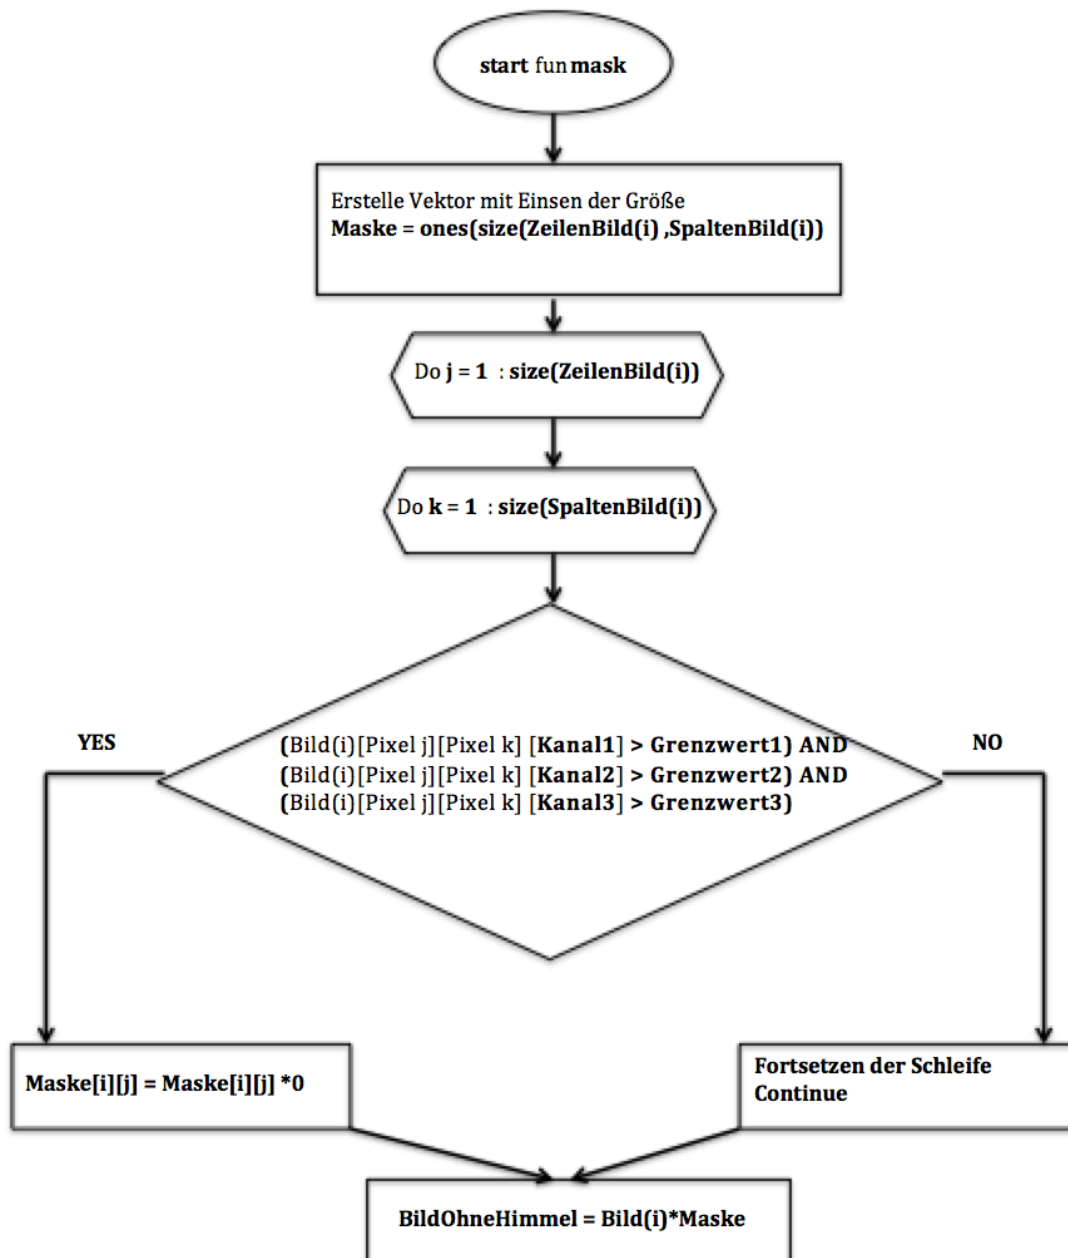 start fun mask
Erstelle Vektor mit Einsen der Größe
Maske = ones(size(ZeilenBild(i) ,SpaltenBild(i))
Do j = 1 : size(ZeilenBild(i))
Do k = 1 : size(SpaltenBild(i))
YES
(Bild(i)[Pixel j][Pixel k] [Kanal1] > Grenzwert1) AND
(Bild(i)[Pixel j][Pixel k] [Kanal2] > Grenzwert2) AND
(Bild(i)[Pixel j][Pixel k] [Kanal3] > Grenzwert3)
NO
Maske[i][j] = Maske[i][j] *0
Fortsetzen der Schleife
Continue
BildOhneHimmel = Bild(i)*Maske